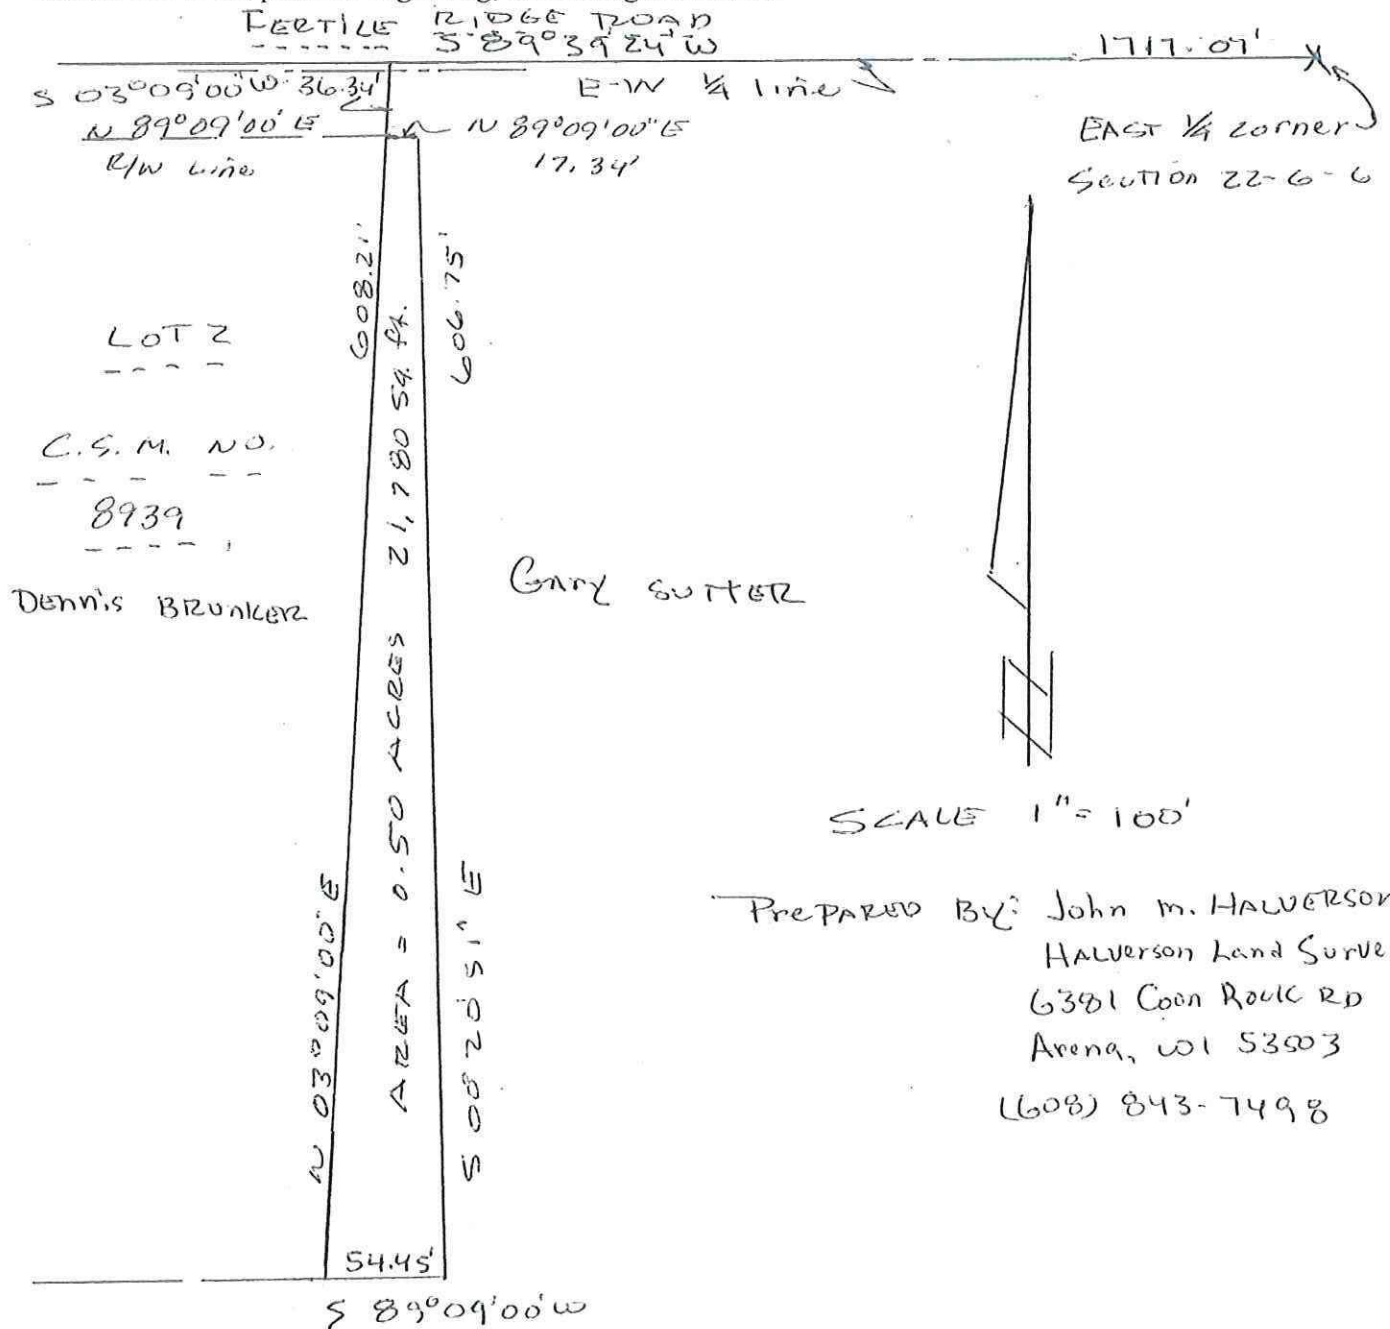 FERTILE RIDGE ROAD
S 89°39'24" W
1717.07'
S 03°09'00" W 36.34'
E-W 1/4 line
N 89°09'00" E
R/W Line
N 89°09'00" E
17.34'
EAST 1/4 corner
Section 22-6-6
608.21'
606.75'
LOT 2
C.S.M. NO.
8939
Dennis BRUNKER
AREA = 0.50 ACRES 21,780 Sq. ft.
Gary SUTTER
N 03°09'00" E
SCALE 1" = 100'
PrePARED By: John M. HALVERSON
HALverson Land Surve
6381 Coon Rock RD
Arena, WI 53503
(608) 843-7498
54.45'
S 89°09'00" W